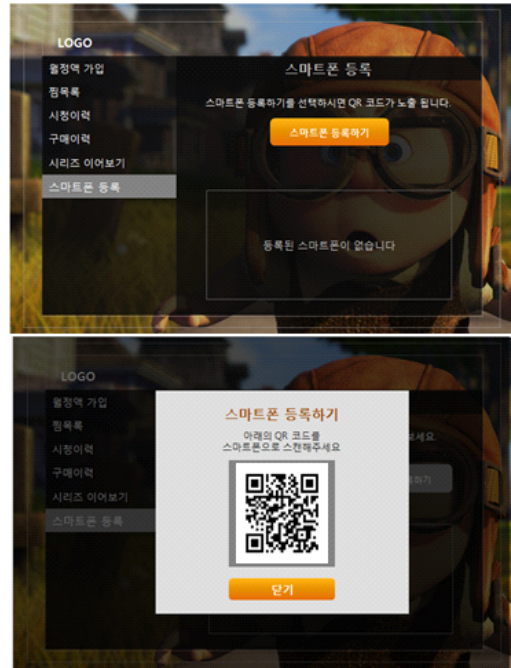 LOGO
월정액 가입
찜목록
시청이력
구매이력
시리즈 이어보기
스마트폰 등록
스마트폰 등록
스마트폰 등록하기를 선택하시면 QR 코드가 노출 됩니다.
스마트폰 등록하기
등록된 스마트폰이 없습니다
LOGO
월정액 가입
찜목록
시청이력
구매이력
시리즈 이어보기
스마트폰 등록
스마트폰 등록하기
아래의 QR 코드를
스마트폰으로 스캔해주세요
닫기
보세요.
록하기